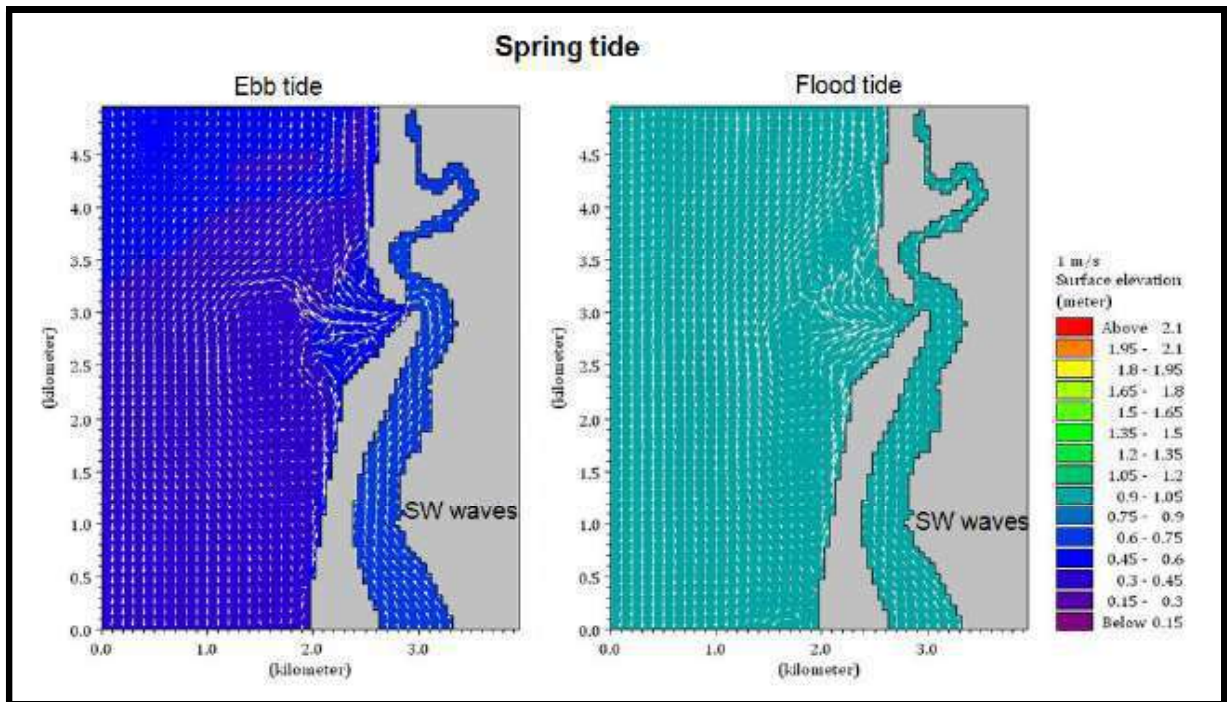 Spring tide
Ebb tide
Flood tide
4.5
4.0
3.5
3.0
2.5
2.0
1.5
1.0
0.5
0.0
(kilometer)
0.0 1.0 2.0 3.0
(kilometer)
SW waves
4.5
4.0
3.5
3.0
2.5
2.0
1.5
1.0
0.5
0.0
(kilometer)
0.0 1.0 2.0 3.0
(kilometer)
SW waves
1 m/s
Surface elevation
(meter)
Above 2.1
1.95 - 2.1
1.8 - 1.95
1.65 - 1.8
1.5 - 1.65
1.35 - 1.5
1.2 - 1.35
1.05 - 1.2
0.9 - 1.05
0.75 - 0.9
0.6 - 0.75
0.45 - 0.6
0.3 - 0.45
0.15 - 0.3
Below 0.15